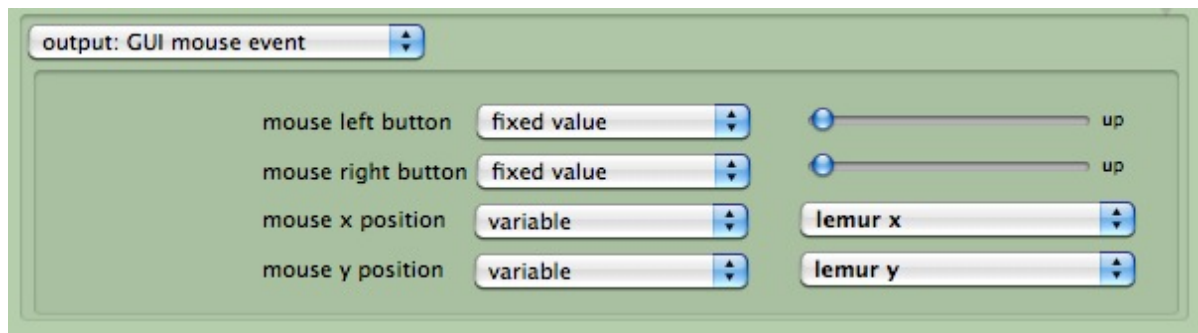 output: GUI mouse event
mouse left button fixed value up
mouse right button fixed value up
mouse x position variable lemur x
mouse y position variable lemur y